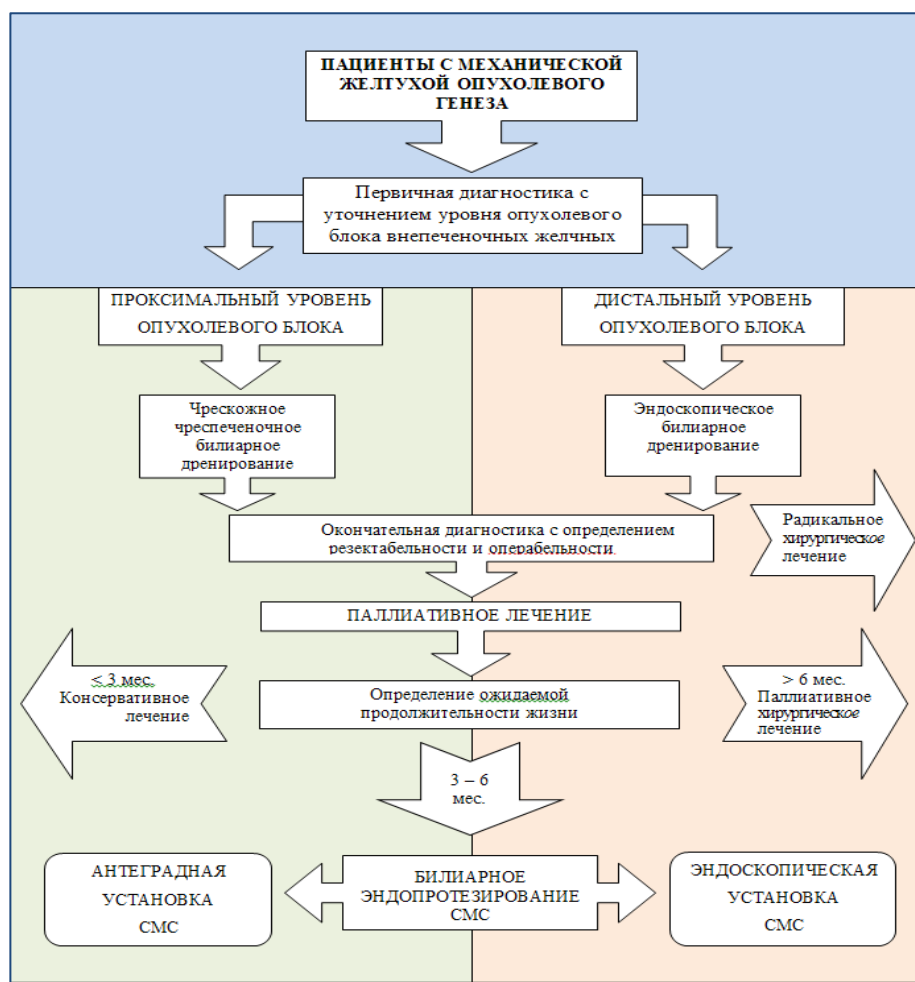 ПАЦИЕНТЫ С МЕХАНИЧЕСКОЙ
ЖЕЛТУХОЙ ОПУХОЛЕВОГО
ГЕНЕЗА
Первичная диагностика с
уточнением уровня опухолевого
блока внепеченочных желчных
ПРОКСИМАЛЬНЫЙ УРОВЕНЬ
ОПУХОЛЕВОГО БЛОКА
ДИСТАЛЬНЫЙ УРОВЕНЬ
ОПУХОЛЕВОГО БЛОКА
Чрескожное
чреспеченочное
билиарное
дренирование
Эндоскопическое
билиарное
дренирование
Радикальное
хирургическое
лечение
Окончательная диагностика с определением
резектабельности и операбельности.
ПАЛЛИАТИВНОЕ ЛЕЧЕНИЕ
< 3 мес.
Консервативное
лечение
Определение ожидаемой
продолжительности жизни
> 6 мес.
Паллиативное
хирургическое
лечение
3 – 6
мес.
АНТЕГРАДНАЯ
УСТАНОВКА
СМС
БИЛИАРНОЕ
ЭНДОПРОТЕЗИРОВАНИЕ
СМС
ЭНДОСКОПИЧЕСКАЯ
УСТАНОВКА
СМС